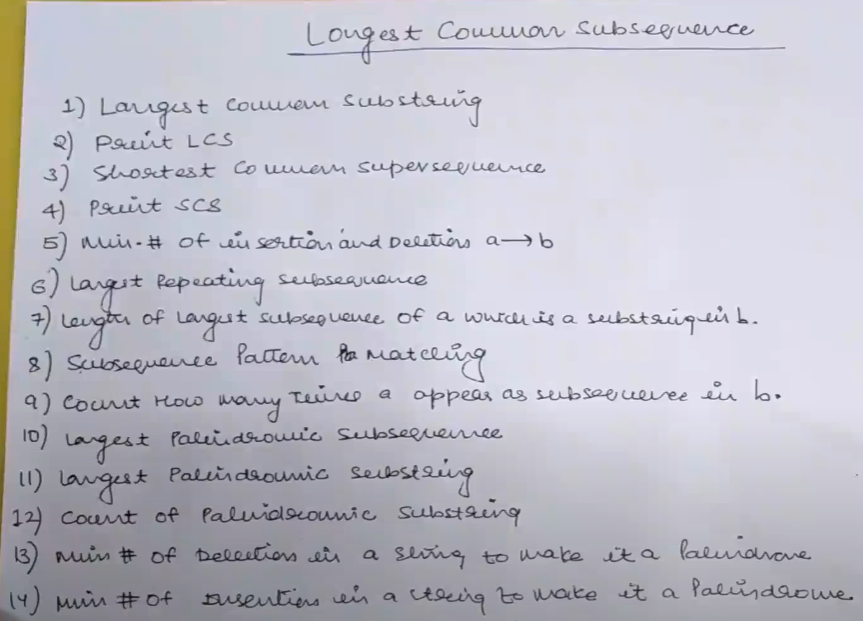 Longest Common Subsequence
1) Largest Common Substring
2) Print LCS
3) Shortest Common Supersequence
4) Print SCS
5) Min # of insertion and Deletion a → b
6) Largest Repeating subsequence
7) Length of Largest subsequence of a which is a substring in b.
8) Subsequence Pattern Matching
9) Count How many Times a appear as subsequence in b.
10) Largest Palindromic Subsequence
11) Largest Palindromic Substring
12) Count of Palindromic Substring
13) Min # of Deletion in a string to make it a Palindrome
14) Min # of Insertion in a string to make it a Palindrome